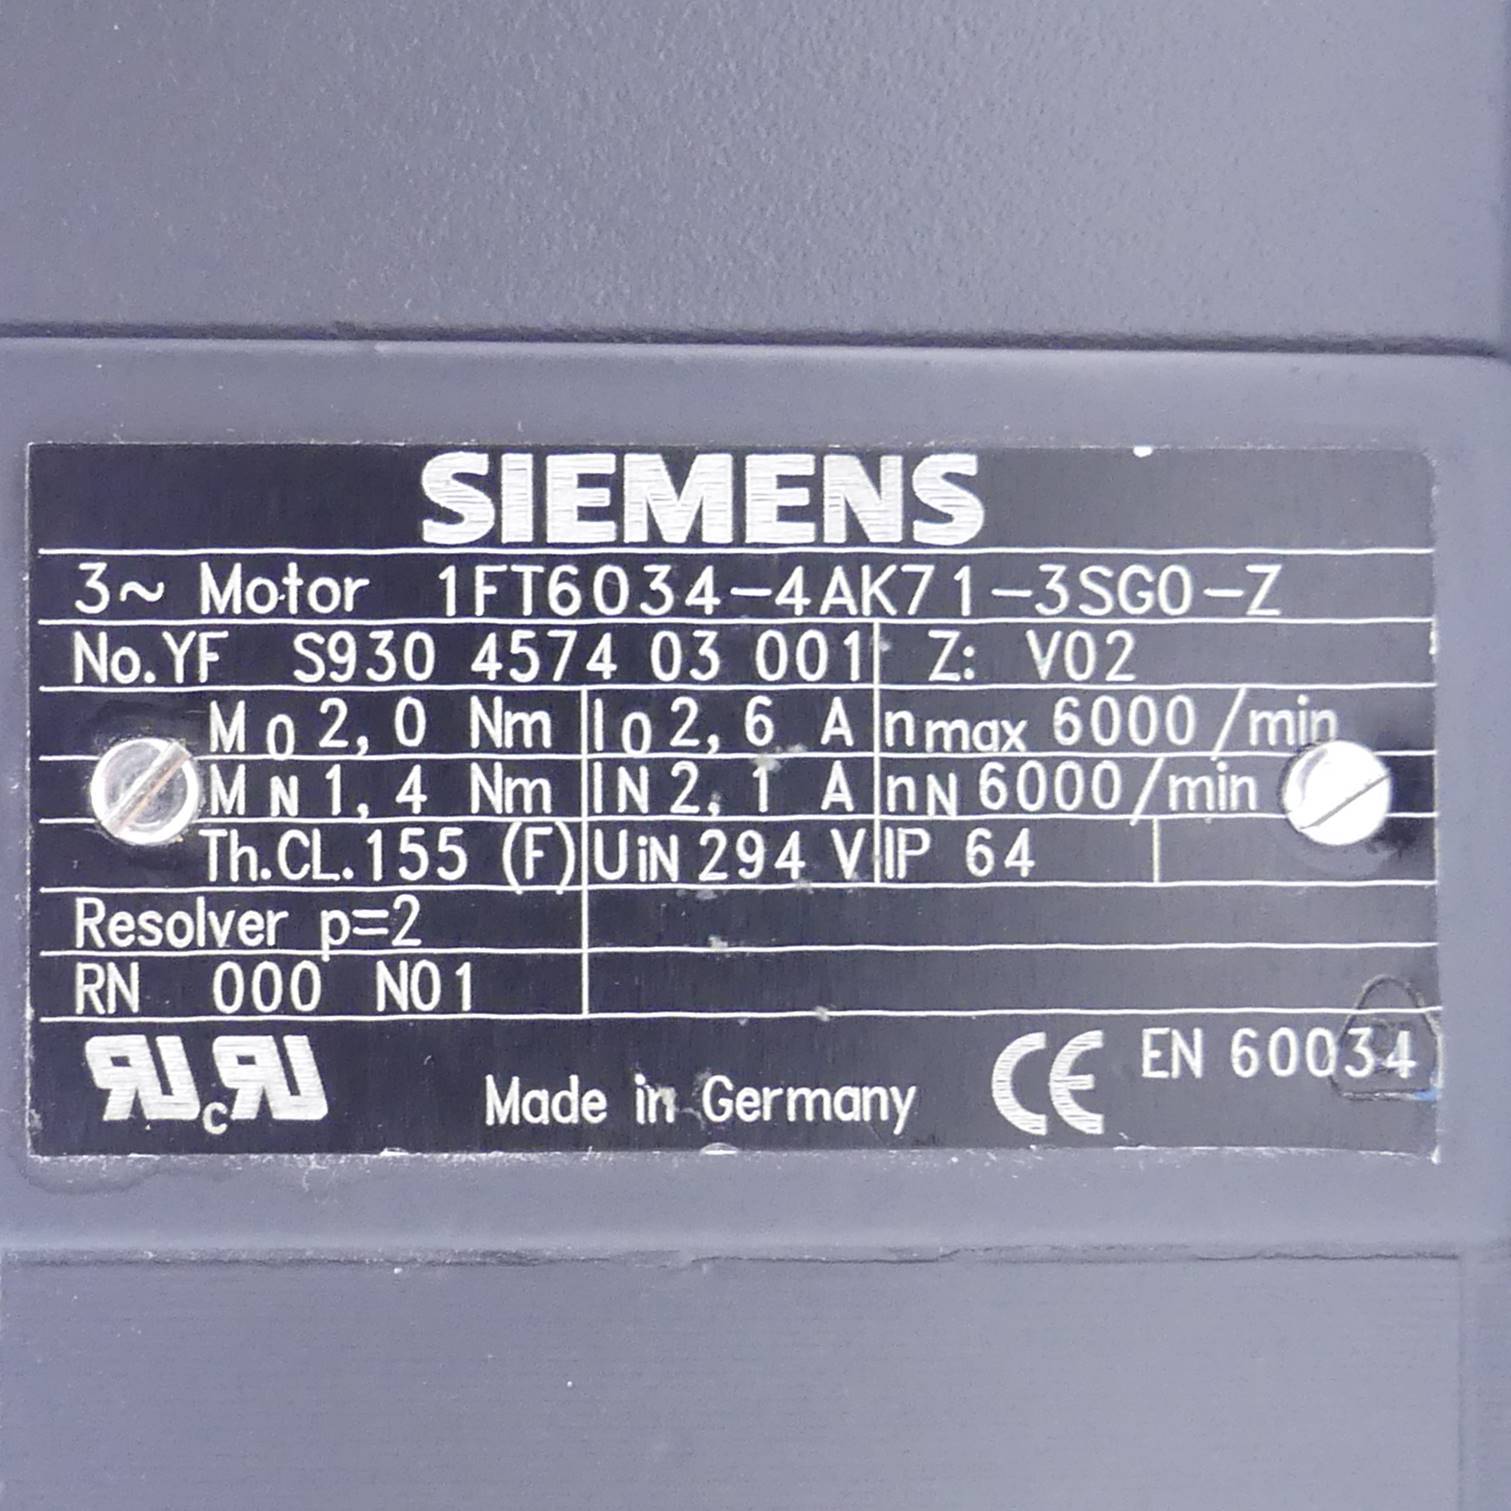 SIEMENS
3~ Motor 1FT6034-4AK71-3SG0-Z
No.YF S930 4574 03 001 Z: V02
M0 2,0 Nm I0 2,6 A nmax 6000/min
MN 1,4 Nm IN 2,1 A nN 6000/min
Th.CL.155 (F) UiN 294 V IP 64
Resolver p=2
RN 000 N01
RU cRU Made in Germany CE EN 60034